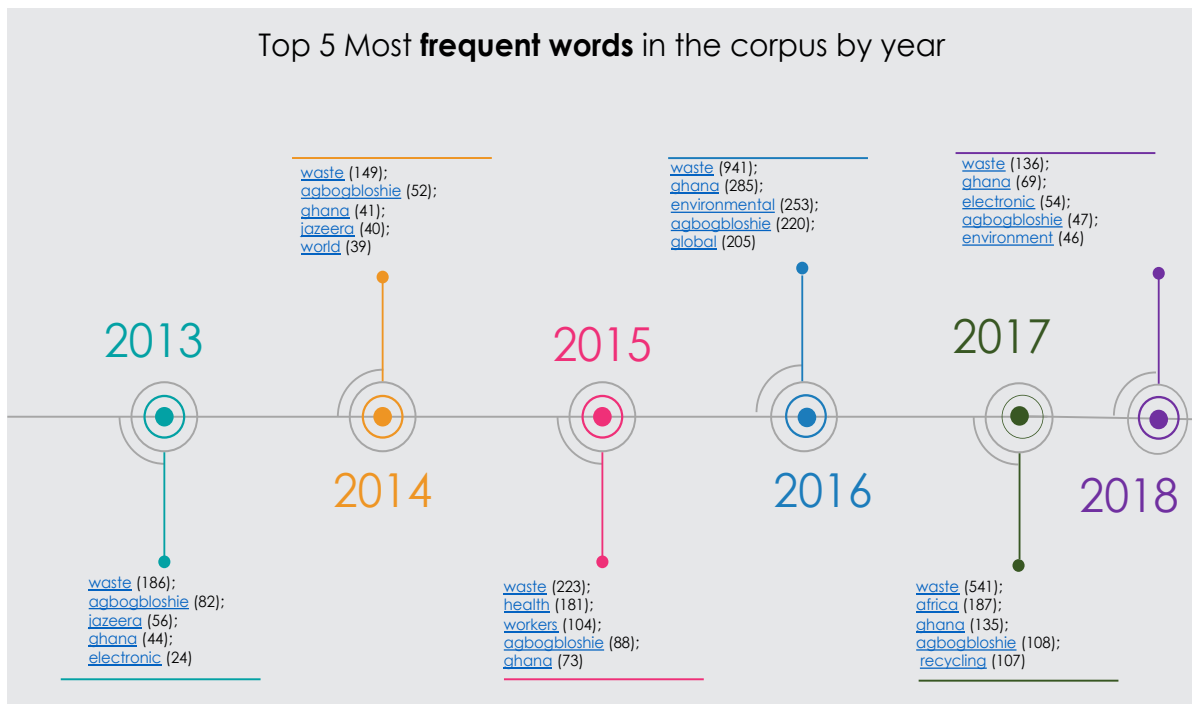 Top 5 Most frequent words in the corpus by year
waste (149);
agbogbloshie (52);
ghana (41);
jazeera (40);
world (39)
waste (941);
ghana (285);
environmental (253);
agbogbloshie (220);
global (205)
waste (136);
ghana (69);
electronic (54);
agbogbloshie (47);
environment (46)
2013
2015
2017
2014
2016
2018
waste (186);
agbogbloshie (82);
jazeera (56);
ghana (44);
electronic (24)
waste (223);
health (181);
workers (104);
agbogbloshie (88);
ghana (73)
waste (541);
africa (187);
ghana (135);
agbogbloshie (108);
recycling (107)